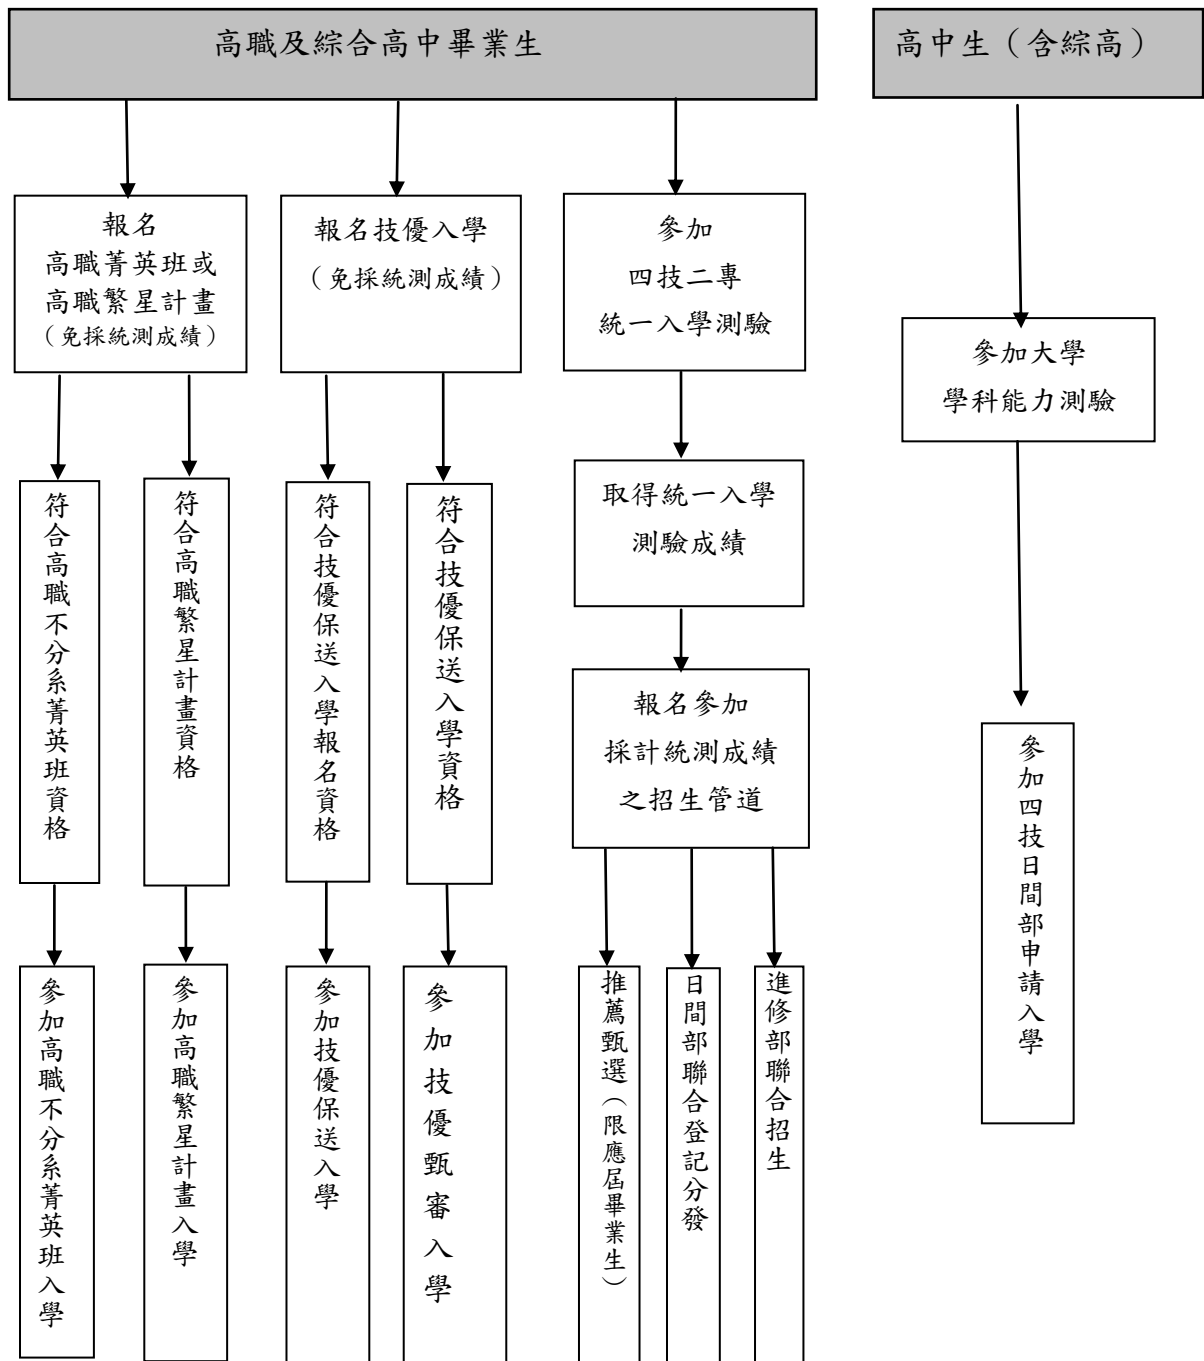 高職及綜合高中畢業生
高中生（含綜高）
報名
高職菁英班或
高職繁星計畫
（免採統測成績）
報名技優入學
（免採統測成績）
參加
四技二專
統一入學測驗
參加大學
學科能力測驗
符合高職不分系菁英班資格
符合高職繁星計畫資格
符合技優保送入學報名資格
符合技優保送入學資格
取得統一入學
測驗成績
報名參加
採計統測成績
之招生管道
參加四技日間部申請入學
參加高職不分系菁英班入學
參加高職繁星計畫入學
參加技優保送入學
參加技優甄審入學
推薦甄選（限應屆畢業生）
日間部聯合登記分發
進修部聯合招生